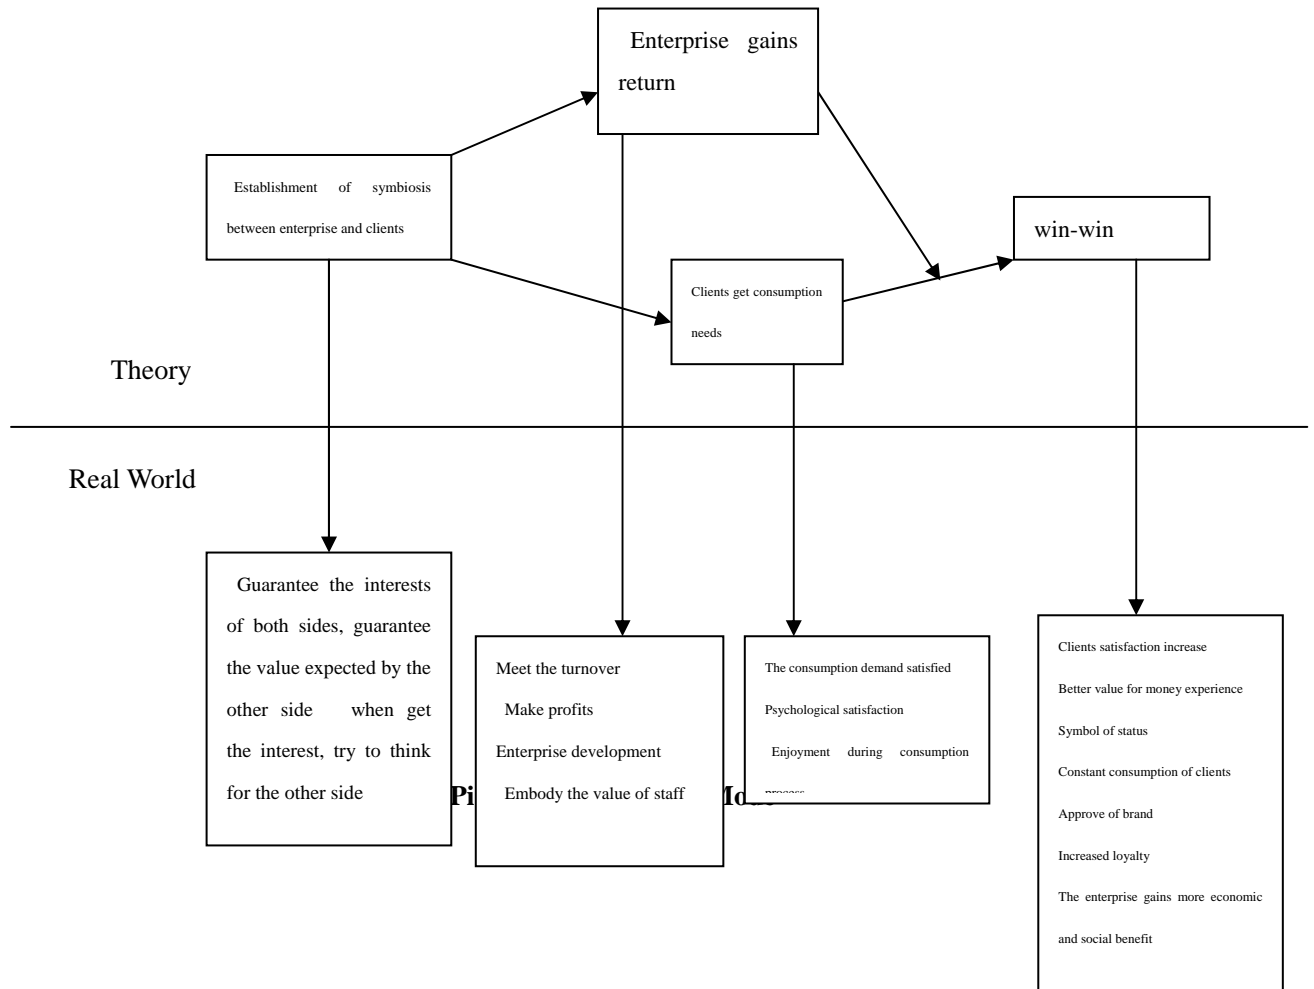 Enterprise gains
return
Establishment of symbiosis
between enterprise and clients
win-win
Clients get consumption
needs
Theory
Real World
Guarantee the interests
of both sides, guarantee
the value expected by the
other side when get
the interest, try to think
for the other side
Meet the turnover
Make profits
Enterprise development
Embody the value of staff
The consumption demand satisfied
Psychological satisfaction
Enjoyment during consumption
Clients satisfaction increase
Better value for money experience
Symbol of status
Constant consumption of clients
Approve of brand
Increased loyalty
The enterprise gains more economic
and social benefit